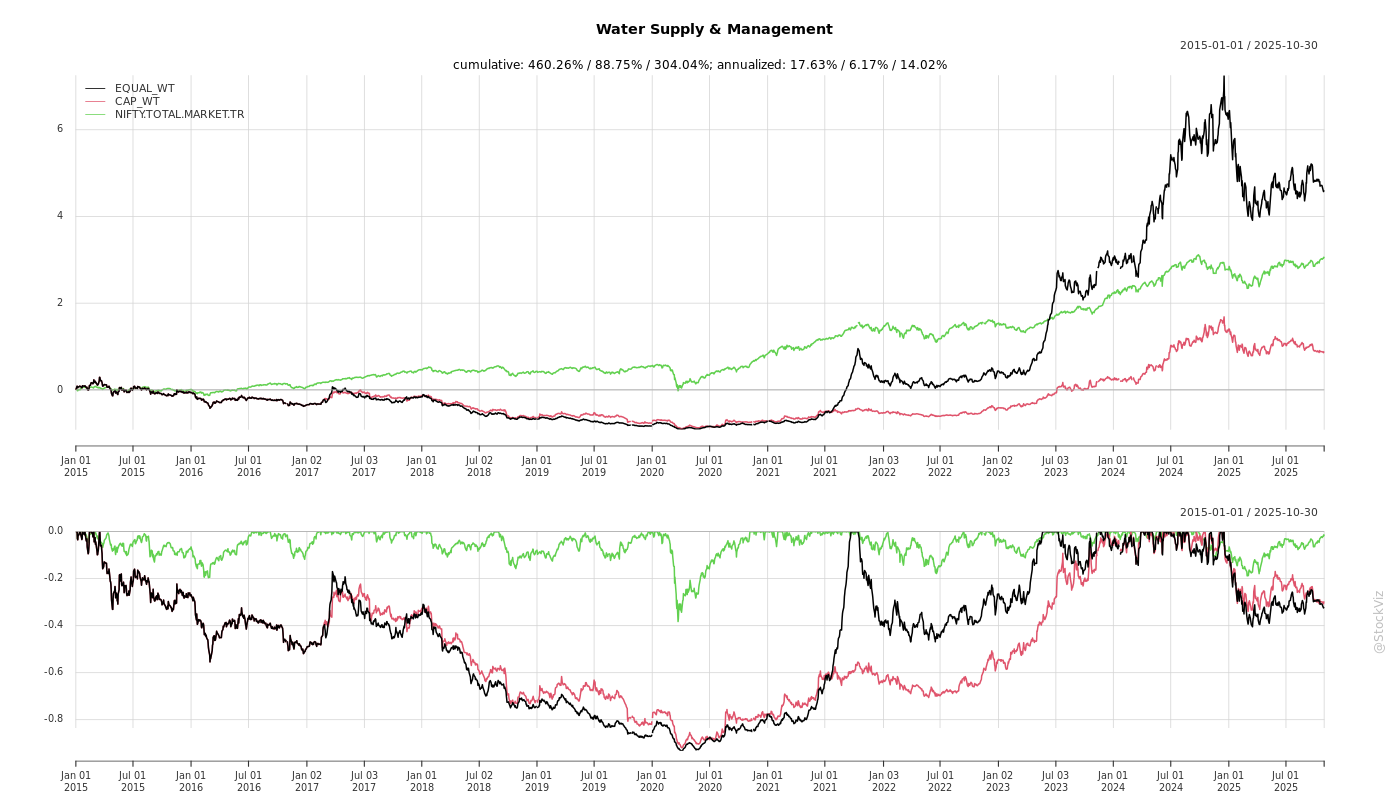 Water Supply & Management
2015-01-01 / 2025-10-30
cumulative: 460.26% / 88.75% / 304.04%; annualized: 17.63% / 6.17% / 14.02%
EQUAL_WT
CAP_WT
NIFTY.TOTAL.MARKET.TR
6
4
2
0
Jan 01 Jul 01 Jan 01 Jul 01 Jan 02 Jul 03 Jan 01 Jul 02 Jan 01 Jul 01 Jan 01 Jul 01 Jan 01 Jul 01 Jan 03 Jul 01 Jan 02 Jul 03 Jan 01 Jul 01 Jan 01 Jul 01
2015 2015 2016 2016 2017 2017 2018 2018 2019 2019 2020 2020 2021 2021 2022 2022 2023 2023 2024 2024 2025 2025
2015-01-01 / 2025-10-30
0.0
-0.2
-0.4
-0.6
-0.8
Jan 01 Jul 01 Jan 01 Jul 01 Jan 02 Jul 03 Jan 01 Jul 02 Jan 01 Jul 01 Jan 01 Jul 01 Jan 01 Jul 01 Jan 03 Jul 01 Jan 02 Jul 03 Jan 01 Jul 01 Jan 01 Jul 01
2015 2015 2016 2016 2017 2017 2018 2018 2019 2019 2020 2020 2021 2021 2022 2022 2023 2023 2024 2024 2025 2025
@StockViz